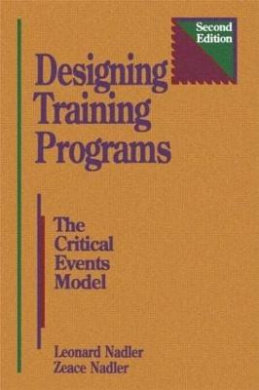 Second
Edition
Designing
Training
Programs
The
Critical
Events
Model
Leonard Nadler
Zeace Nadler